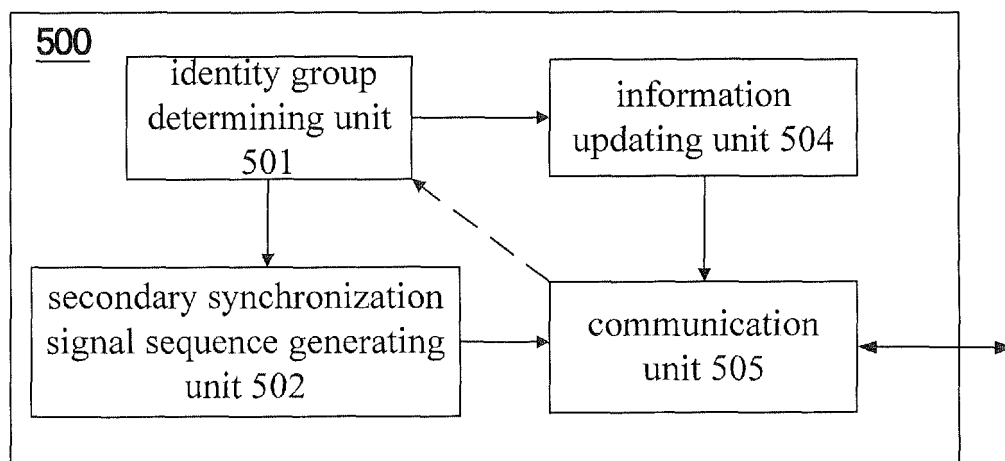 500
identity group
determining unit
501
information
updating unit 504
secondary synchronization
signal sequence generating
unit 502
communication
unit 505